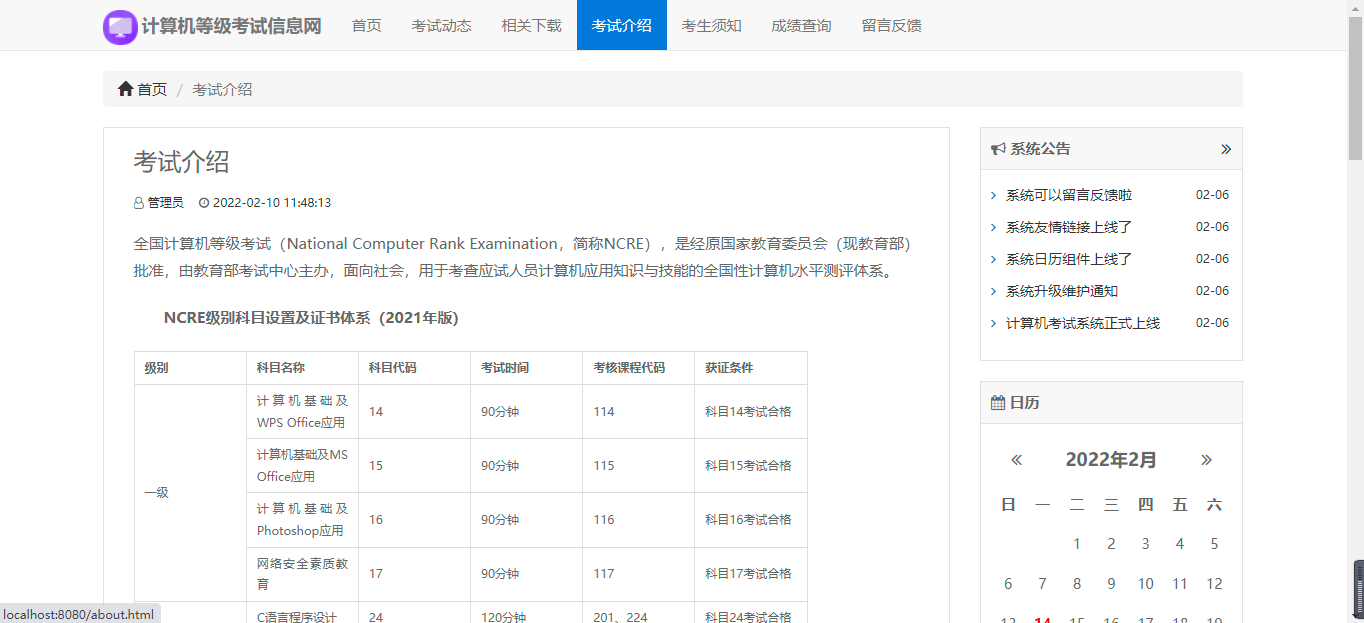 计算机等级考试信息网 首页 考试动态 相关下载 考试介绍 考生须知 成绩查询 留言反馈
首页 / 考试介绍
考试介绍
管理员 2022-02-10 11:48:13
全国计算机等级考试（National Computer Rank Examination，简称NCRE），是经原国家教育委员会（现教育部）
批准，由教育部考试中心主办，面向社会，用于考查应试人员计算机应用知识与技能的全国性计算机水平测评体系。
NCRE级别科目设置及证书体系（2021年版）
级别 科目名称 科目代码 考试时间 考核课程代码 获证条件
一级
计算机基础及
WPS Office应用
14 90分钟 114 科目14考试合格
计算机基础及MS
Office应用
15 90分钟 115 科目15考试合格
计算机基础及
Photoshop应用
16 90分钟 116 科目16考试合格
网络安全素质教
育
17 90分钟 117 科目17考试合格
C语言程序设计 24 120分钟 201、224 科目24考试合格
系统公告 »
系统可以留言反馈啦 02-06
系统友情链接上线了 02-06
系统日历组件上线了 02-06
系统升级维护通知 02-06
计算机考试系统正式上线 02-06
日历
« 2022年2月 »
日 一 二 三 四 五 六
1 2 3 4 5
6 7 8 9 10 11 12
13 14 15 16 17 18 19
localhost:8080/about.html